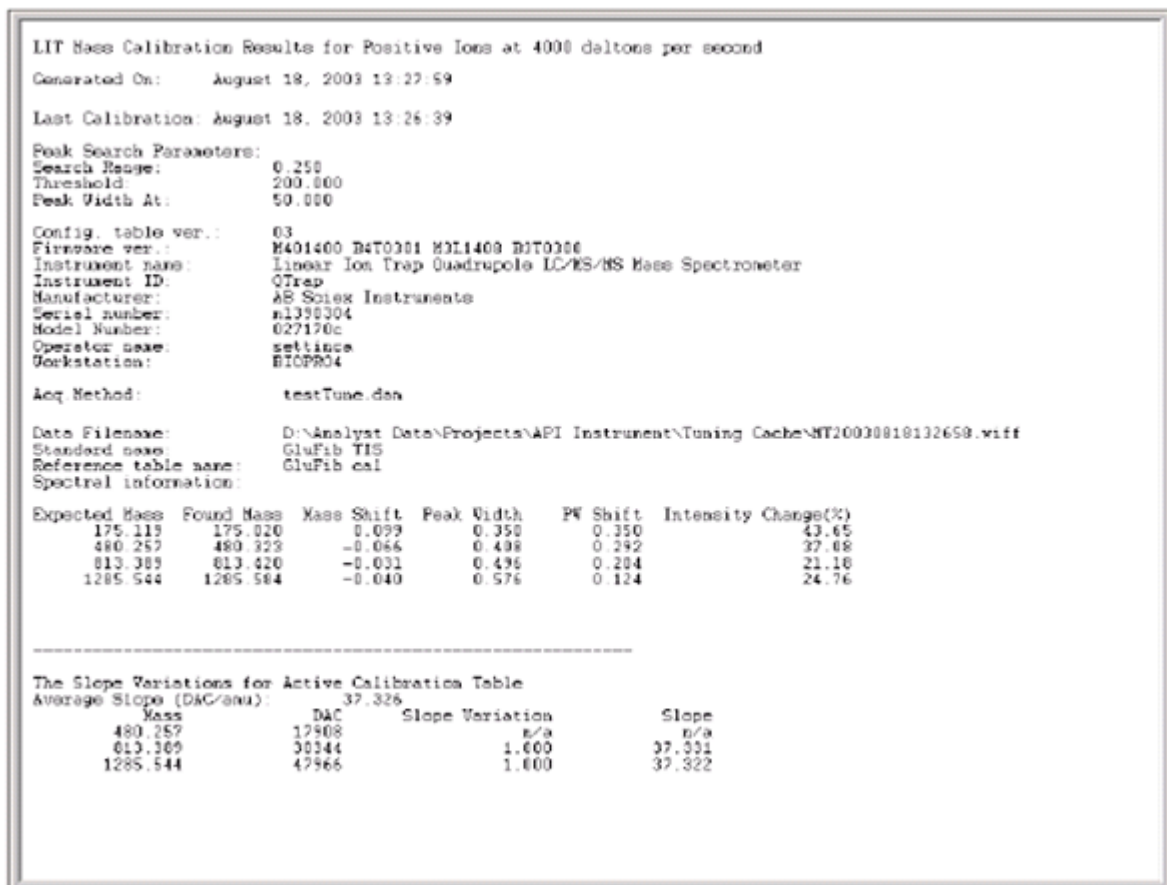 LIT Mass Calibration Results for Positive Ions at 4000 daltons per second
Generated On: August 18, 2003 13:27:59
Last Calibration: August 18, 2003 13:26:39
Peak Search Parameters:
Search Range: 0.250
Threshold: 200.000
Peak Width At: 50.000
Config. table ver.: 03
Firmware ver.: M401400 B4T0301 M3L1408 B3T0300
Instrument name: Linear Ion Trap Quadrupole LC/MS/MS Mass Spectrometer
Instrument ID: QTrap
Manufacturer: AB Sciex Instruments
Serial number: n1390304
Model Number: 027170c
Operator name: settinca
Workstation: BIOPRO4
Acq.Method: testTune.dam
Data Filename: D:\Analyst Data\Projects\API Instrument\Tuning Cache\MT20030818132658.wiff
Standard name: GluFib TIS
Reference table name: GluFib cal
Spectral information:
Expected Mass Found Mass Mass Shift Peak Width PW Shift Intensity Change(%)
175.119 175.020 0.099 0.350 0.350 43.65
480.257 480.323 -0.066 0.408 0.292 37.08
813.389 813.420 -0.031 0.496 0.204 21.18
1285.544 1285.584 -0.040 0.576 0.124 24.76
The Slope Variations for Active Calibration Table
Average Slope (DAC/amu): 37.326
Mass DAC Slope Variation Slope
480.257 17908 n/a n/a
813.389 30344 1.000 37.331
1285.544 47966 1.000 37.322